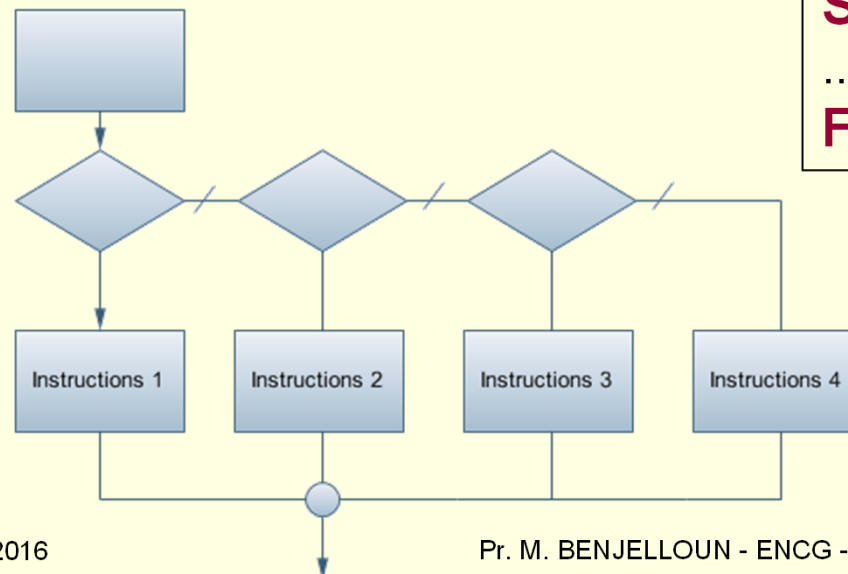 S
..
F
Instructions 1
Instructions 2
Instructions 3
Instructions 4
2016
Pr. M. BENJELLOUN - ENCG -